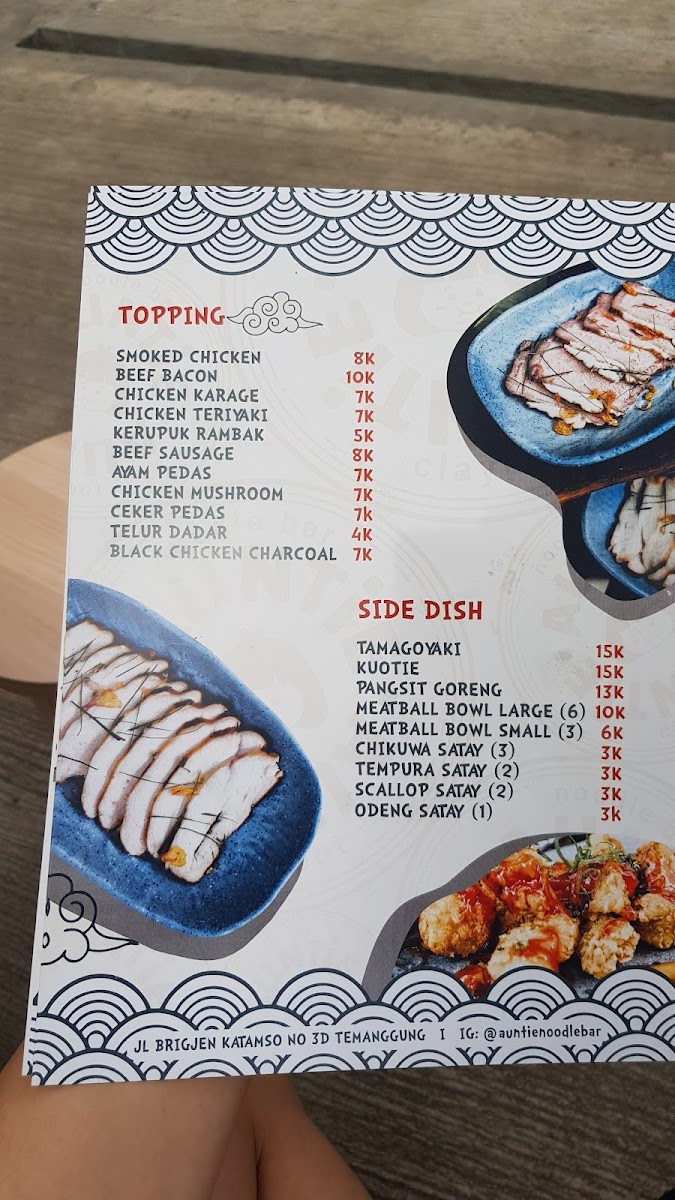 TOPPING
SMOKED CHICKEN 8K
BEEF BACON 10K
CHICKEN KARAGE 7K
CHICKEN TERIYAKI 7K
KERUPUK RAMBAK 5K
BEEF SAUSAGE 8K
AYAM PEDAS 7K
CHICKEN MUSHROOM 7K
CEKER PEDAS 7k
TELUR DADAR 4K
BLACK CHICKEN CHARCOAL 7K
SIDE DISH
TAMAGOYAKI 15K
KUOTIE 15K
PANGSIT GORENG 13K
MEATBALL BOWL LARGE (6) 10K
MEATBALL BOWL SMALL (3) 6K
CHIKUWA SATAY (3) 3K
TEMPURA SATAY (2) 3K
SCALLOP SATAY (2) 3K
ODENG SATAY (1) 3k
JL BRIGJEN KATAMSO NO 3D TEMANGGUNG I IG: @auntienoodlebar